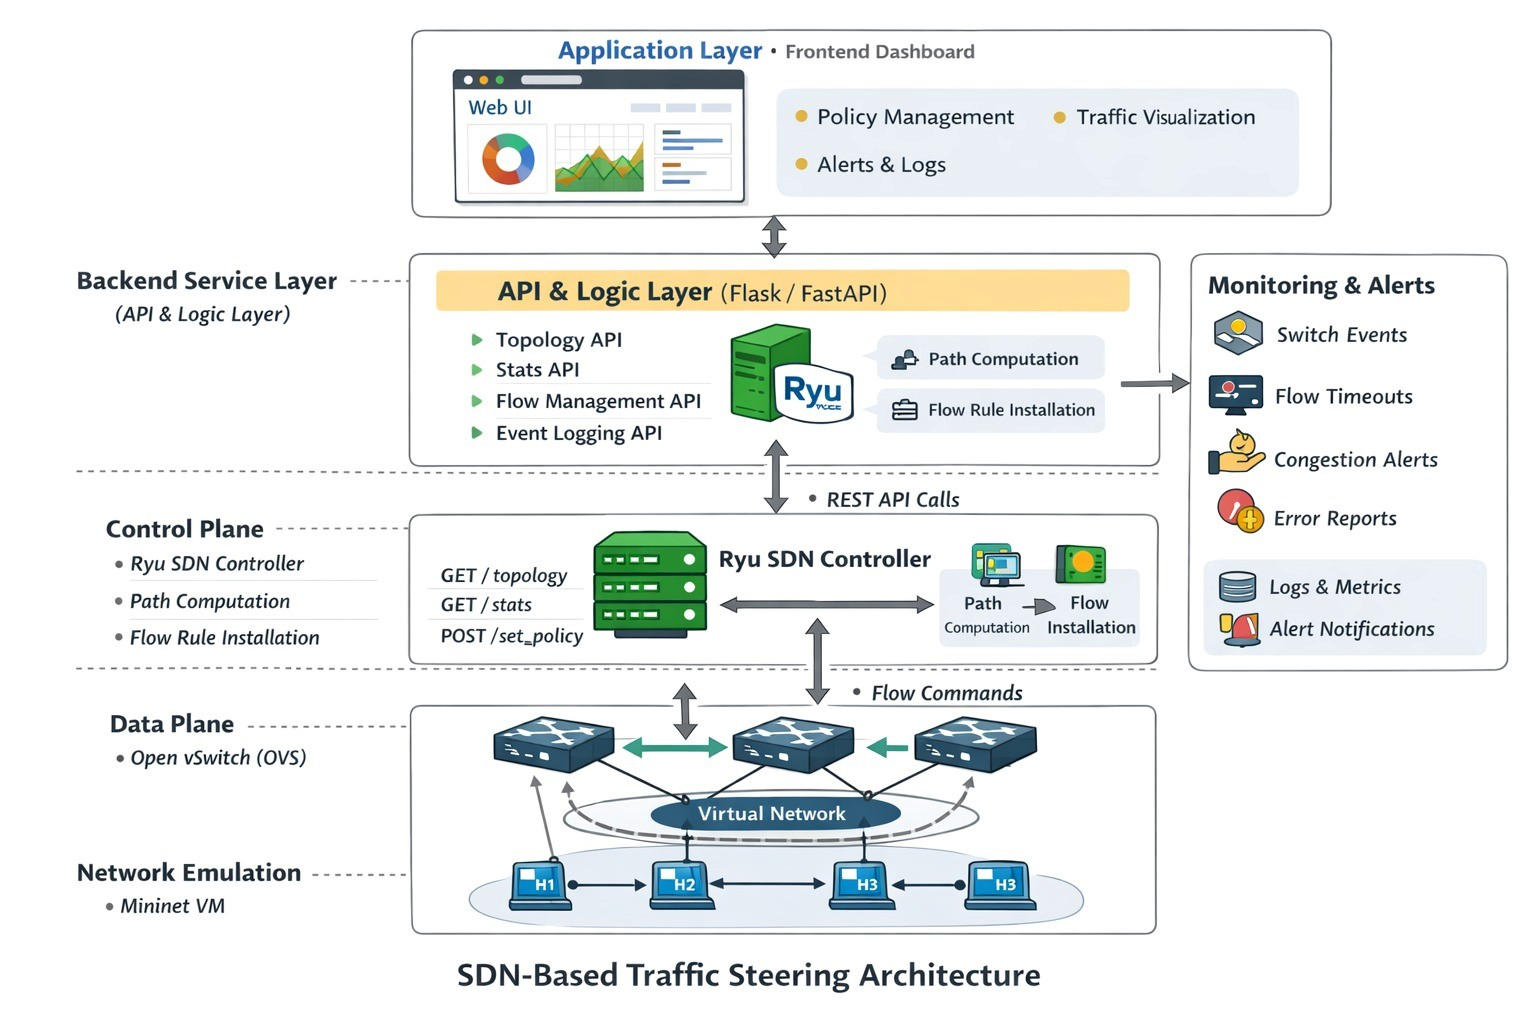 Application Layer • Frontend Dashboard
Web UI
Policy Management
Traffic Visualization
Alerts & Logs
Backend Service Layer
(API & Logic Layer)
API & Logic Layer (Flask / FastAPI)
Topology API
Stats API
Flow Management API
Event Logging API
Ryu
Path Computation
Flow Rule Installation
Monitoring & Alerts
Switch Events
Flow Timeouts
Congestion Alerts
Error Reports
Logs & Metrics
Alert Notifications
• REST API Calls
Control Plane
• Ryu SDN Controller
• Path Computation
• Flow Rule Installation
GET / topology
GET / stats
POST /set_policy
Ryu SDN Controller
Path
Computation
Flow
Installation
• Flow Commands
Data Plane
• Open vSwitch (OVS)
Virtual Network
Network Emulation
• Mininet VM
H1
H2
H3
H3
SDN-Based Traffic Steering Architecture